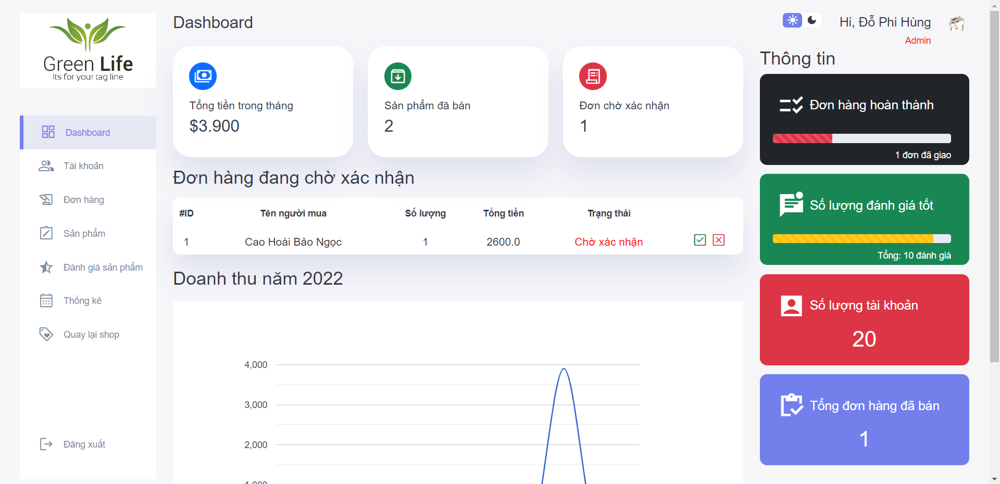 Green Life
Its for your tag line
Dashboard
Tài khoản
Đơn hàng
Sản phẩm
Đánh giá sản phẩm
Thống kê
Quay lại shop
Đăng xuất
Dashboard
Tổng tiền trong tháng
$3.900
Sản phẩm đã bán
2
Đơn chờ xác nhận
1
Đơn hàng đang chờ xác nhận
#ID Tên người mua Số lượng Tổng tiền Trạng thái
1 Cao Hoài Bảo Ngọc 1 2600.0 Chờ xác nhận
Doanh thu năm 2022
4,000
3,000
2,000
1,000
Hi, Đỗ Phi Hùng
Admin
Thông tin
Đơn hàng hoàn thành
1 đơn đã giao
Số lượng đánh giá tốt
Tổng: 10 đánh giá
Số lượng tài khoản
20
Tổng đơn hàng đã bán
1